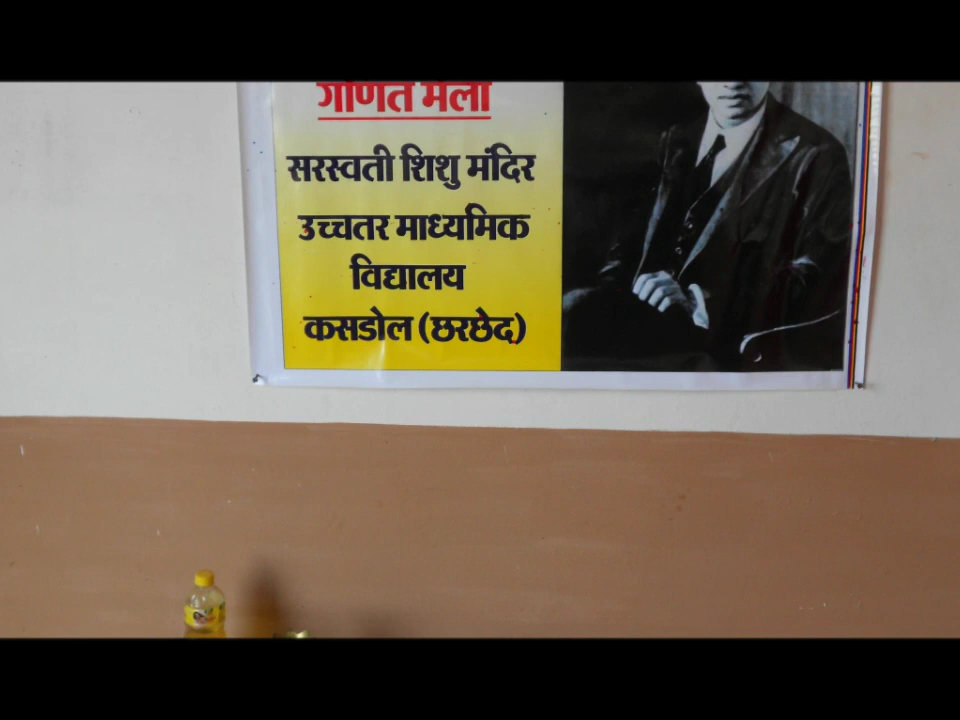 गणित मेला
सरस्वती शिशु मंदिर
उच्चतर माध्यमिक
विद्यालय
कसडोल (छरछेद)